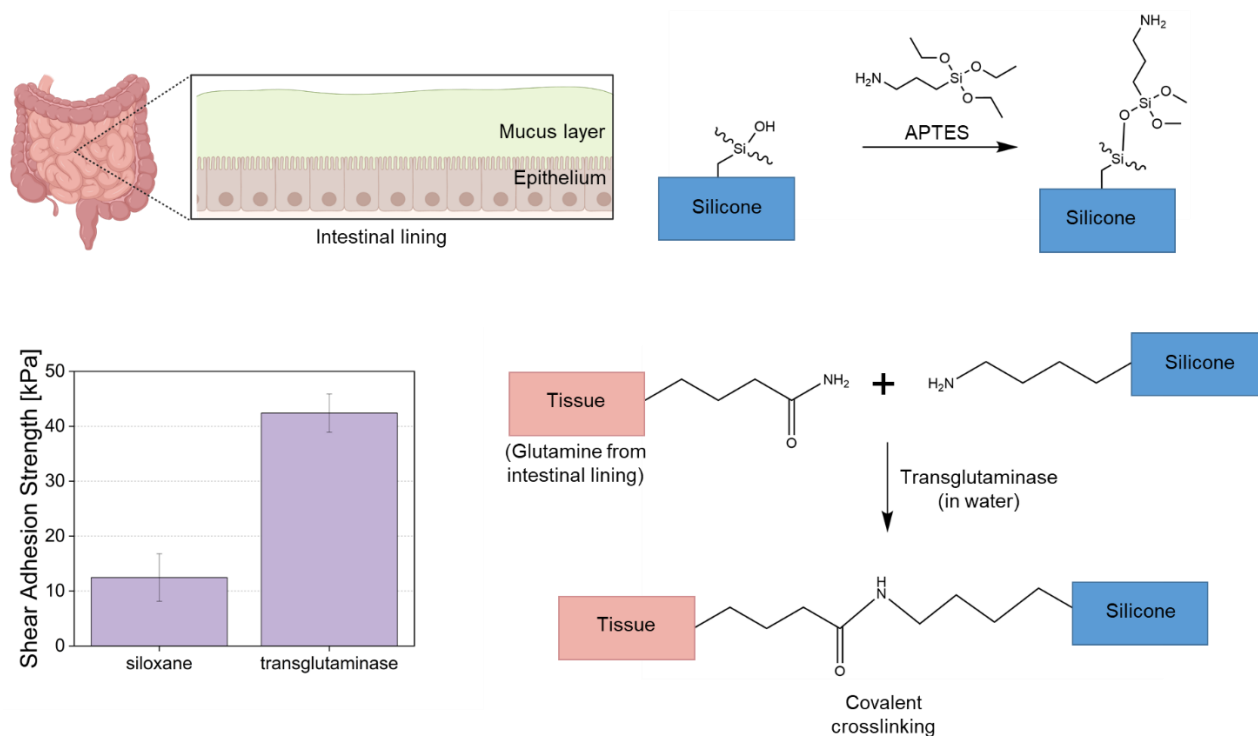 Mucus layer
Epithelium
Intestinal lining
OH
Si
Silicone
H₂N
Si
O
O
O
APTES
NH₂
Si
O
O
O
Si
Silicone
Shear Adhesion Strength [kPa]
50
40
30
20
10
0
siloxane
transglutaminase
Tissue
(Glutamine from
intestinal lining)
NH₂
O
+
H₂N
Silicone
Transglutaminase
(in water)
Tissue
O
H
N
Silicone
Covalent
crosslinking